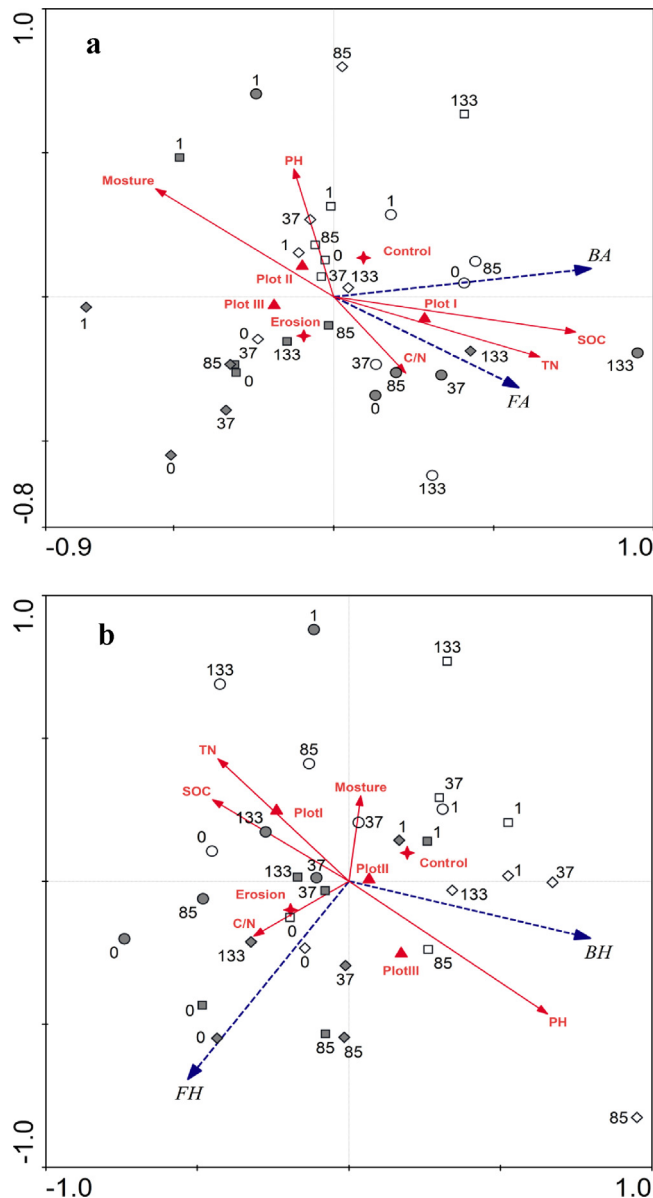 1.0
a
85
1
133
1
PH
Mosture
1
1
37
85
Control
1
0
BA
Plot II
0
85
37
133
Plot III
Plot I
1
Erosion
SOC
0
85
133
133
37
C/N
TN
85
37
133
0
85
37
FA
37
0
0
133
-0.8
-0.9
1.0
1.0
1
b
133
133
TN
85
SOC
Mosture
37
PlotI
1
1
133
37
1
1
0
Control
133
37
PlotII
1
37
Erosion
37
133
85
0
C/N
0
BH
133
0
PlotIII
85
37
PH
0
0
85
85
FH
85
-1.0
-1.0
1.0